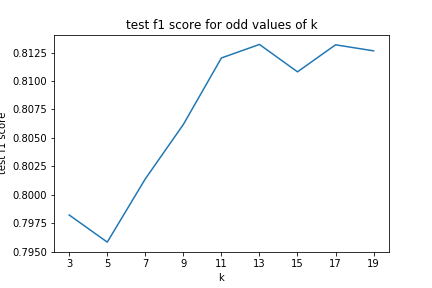 test f1 score for odd values of k
test f1 score
0.8125
0.8100
0.8075
0.8050
0.8025
0.8000
0.7975
0.7950
3 5 7 9 11 13 15 17 19
k